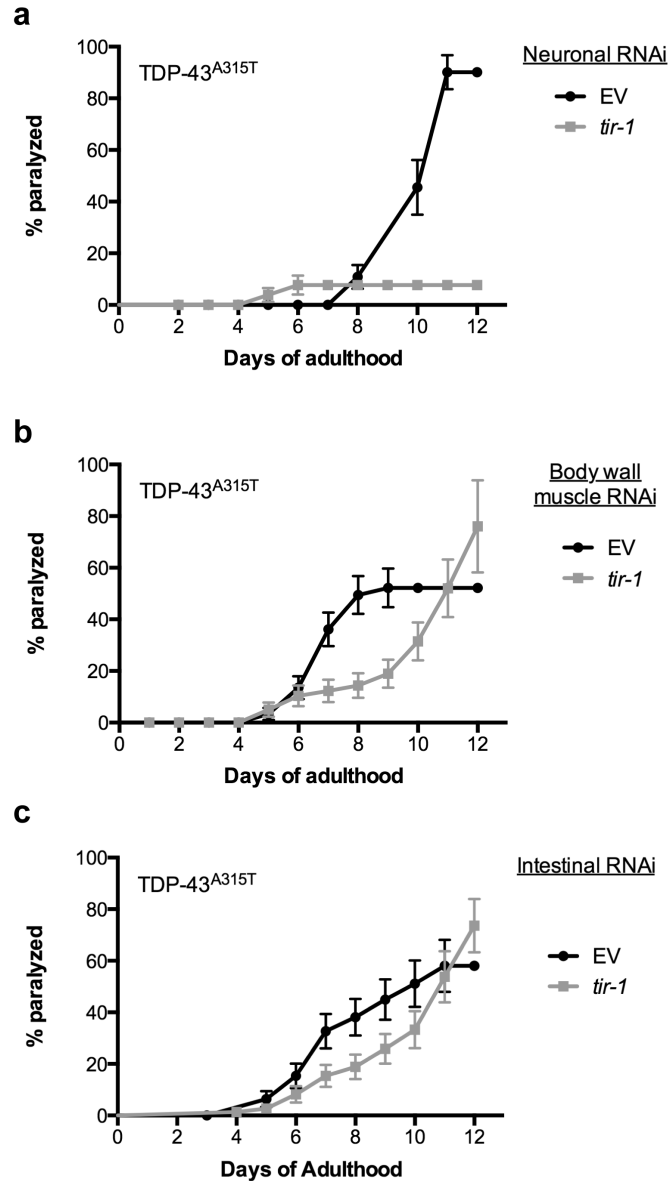 a
TDP-43A315T
Neuronal RNAi
EV
tir-1
100
80
60
40
20
0
% paralyzed
0 2 4 6 8 10 12
Days of adulthood
b
TDP-43A315T
Body wall
muscle RNAi
EV
tir-1
100
80
60
40
20
0
% paralyzed
0 2 4 6 8 10 12
Days of adulthood
c
TDP-43A315T
Intestinal RNAi
EV
tir-1
100
80
60
40
20
0
% paralyzed
0 2 4 6 8 10 12
Days of Adulthood